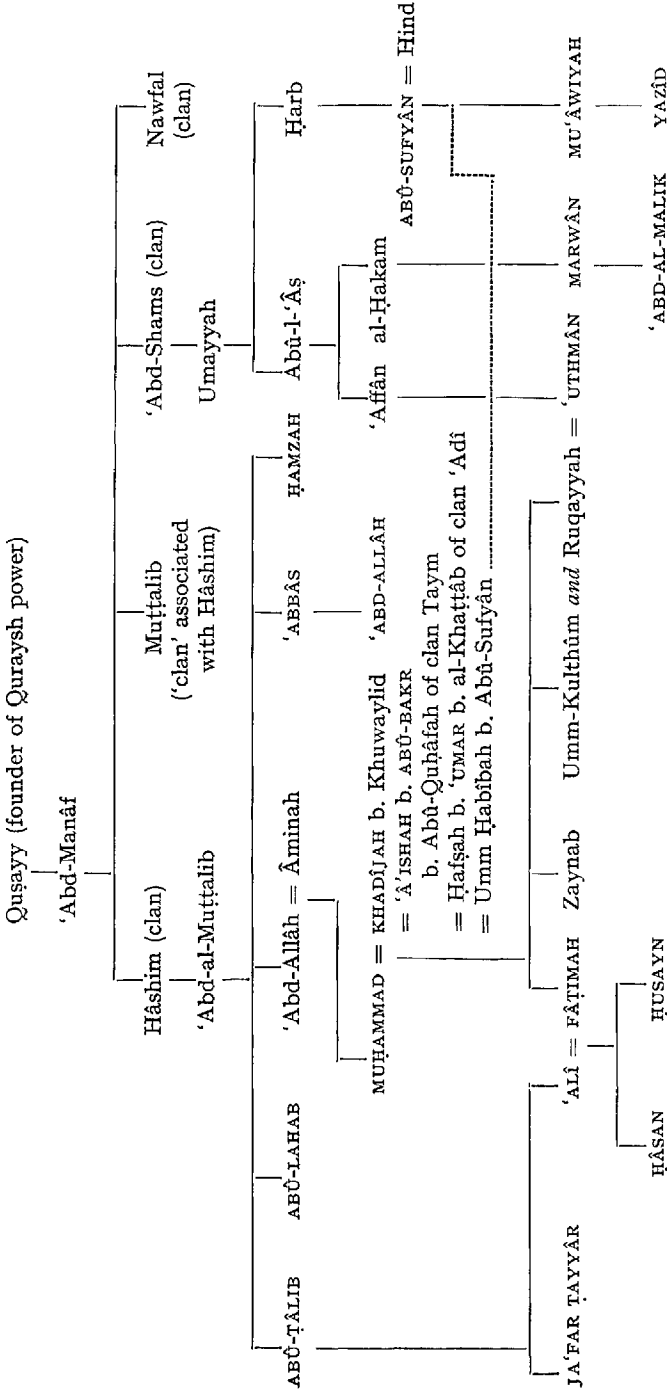 Quṣayy (founder of Quraysh power)
‘Abd-Manâf
Hâshim (clan)
Muṭṭalib
(‘clan’ associated
with Hâshim)
‘Abd-Shams (clan)
Nawfal
(clan)
‘Abd-al-Muṭṭalib
Umayyah
ABÛ-ṬÂLIB
ABÛ-LAHAB
‘Abd-Allâh = Âminah
‘ABBÂS
ḤAMZAH
Abû-l-‘Âṣ
Ḥarb
‘ABD-ALLÂH
‘Affân
al-Ḥakam
ABÛ-SUFYÂN = Hind
MUḤAMMAD = KHADÎJAH b. Khuwaylid
= ‘Â’ISHAH b. ABÛ-BAKR
b. Abû-Quḥâfah of clan Taym
= Ḥafṣah b. ‘UMAR b. al-Khaṭṭâb of clan ‘Adî
= Umm Ḥabîbah b. Abû-Sufyân
JA‘FAR ṬAYYÂR
‘ALÎ = FÂṬIMAH
Zaynab
Umm-Kulthûm and Ruqayyah = ‘UTHMÂN
MARWÂN
MU‘ÂWIYAH
ḤÂSAN
ḤUSAYN
‘ABD-AL-MALIK
YAZÎD